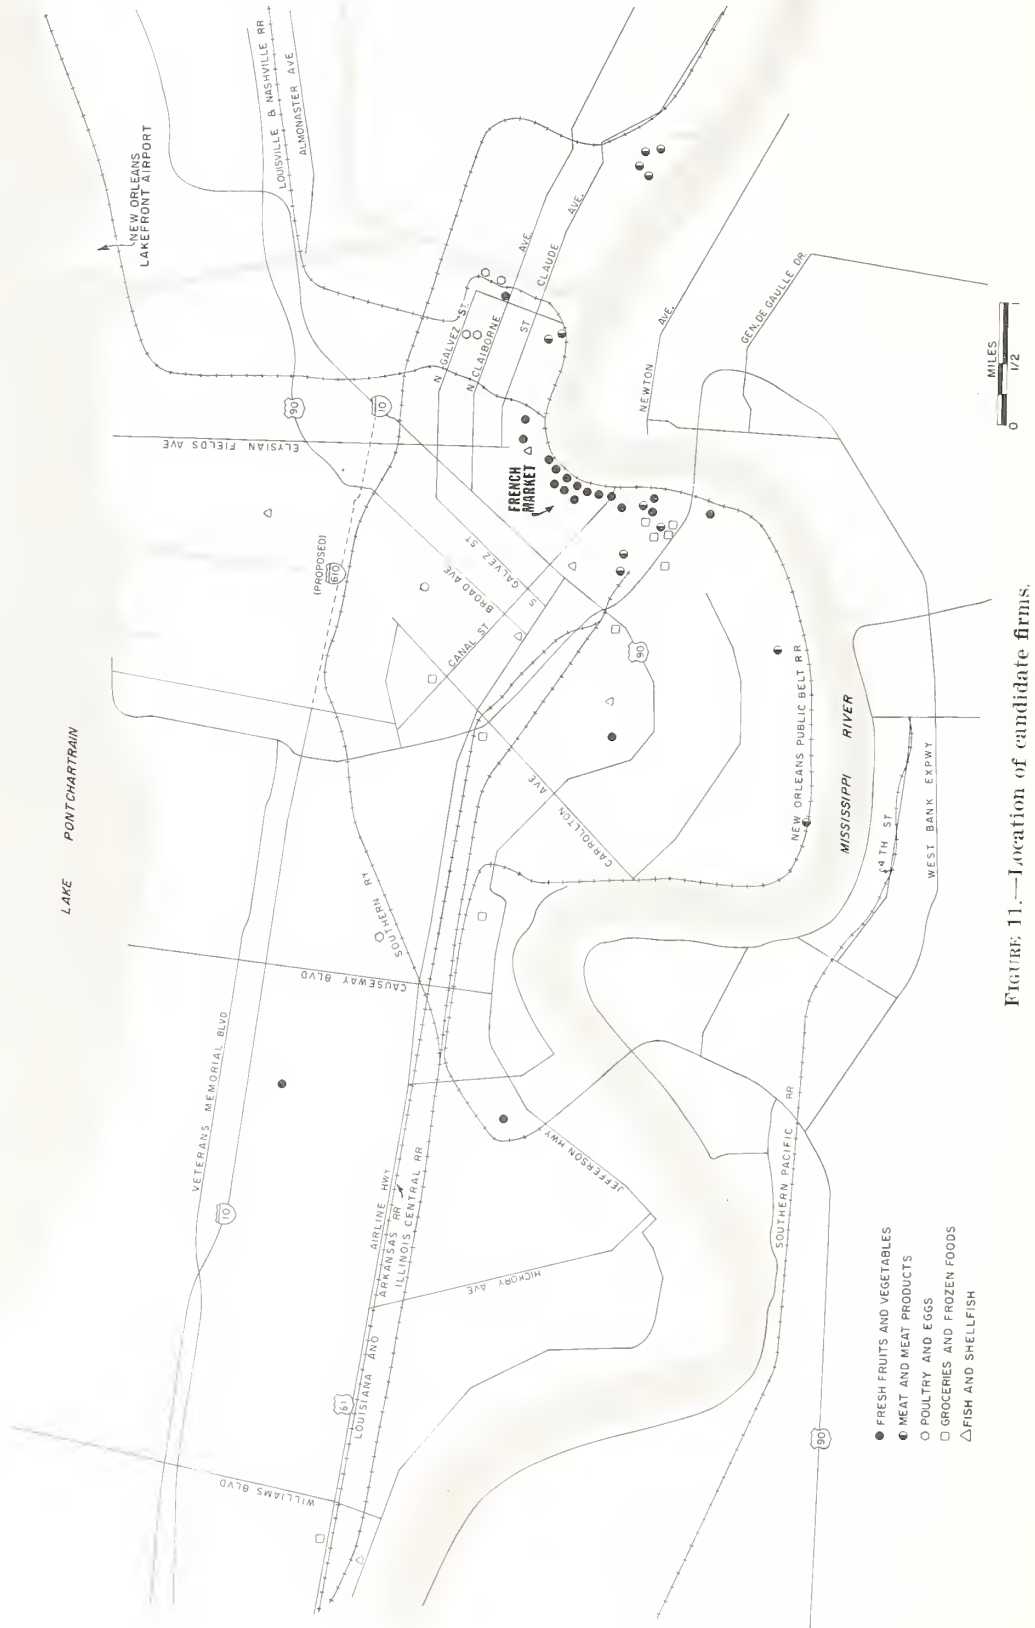 LAKE PONTCHARTRAIN
NEW ORLEANS
LAKEFRONT AIRPORT
LOUISVILLE & NASHVILLE RR
ALMONASTER AVE
90
10
ELYSIAN FIELDS AVE
(PROPOSED)
610
N GALVEZ ST.
N CLAIBORNE AVE.
ST CLAUDE AVE.
FRENCH
MARKET
S GALVEZ ST
BROAD AVE
CANAL ST
90
CARROLLTON AVE
NEWTON AVE.
GEN. DE GAULLE DR.
NEW ORLEANS PUBLIC BELT RR
MISSISSIPPI RIVER
4TH ST
WEST BANK EXPWY
SOUTHERN RY
CAUSEWAY BLVD
VETERANS MEMORIAL BLVD
10
AIRLINE HWY
LOUISIANA AND ARKANSAS RR
ILLINOIS CENTRAL RR
JEFFERSON HWY
HICKORY AVE
61
WILLIAMS BLVD
SOUTHERN PACIFIC RR
90
MILES
0 1/2 1
● FRESH FRUITS AND VEGETABLES
◐ MEAT AND MEAT PRODUCTS
○ POULTRY AND EGGS
□ GROCERIES AND FROZEN FOODS
△ FISH AND SHELLFISH
FIGURE 11.—Location of candidate firms.